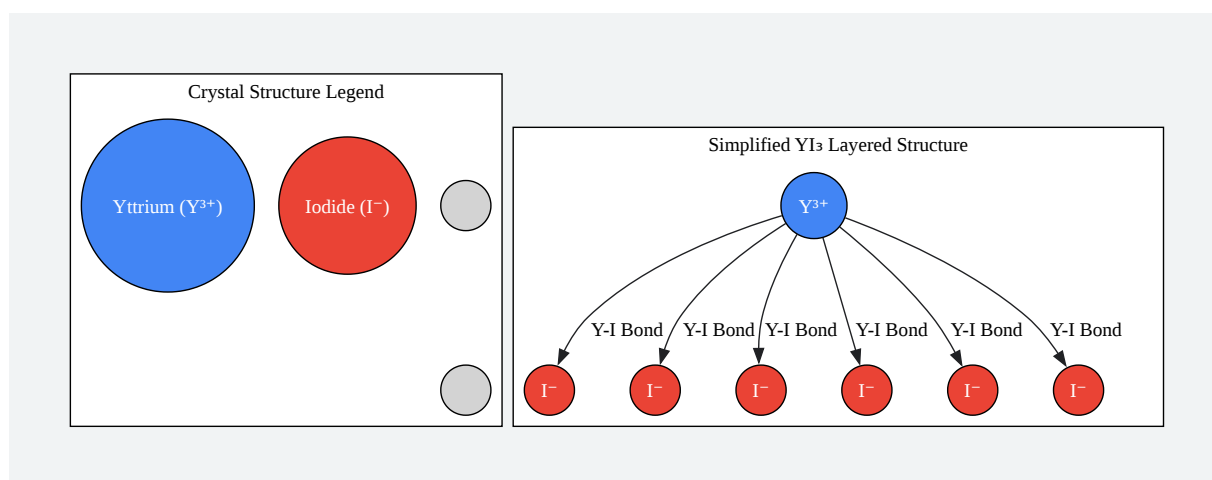 Crystal Structure Legend
Yttrium (Y³⁺)
Iodide (I⁻)
Simplified YI₃ Layered Structure
Y³⁺
Y-I Bond
Y-I Bond
Y-I Bond
Y-I Bond
Y-I Bond
Y-I Bond
I⁻
I⁻
I⁻
I⁻
I⁻
I⁻